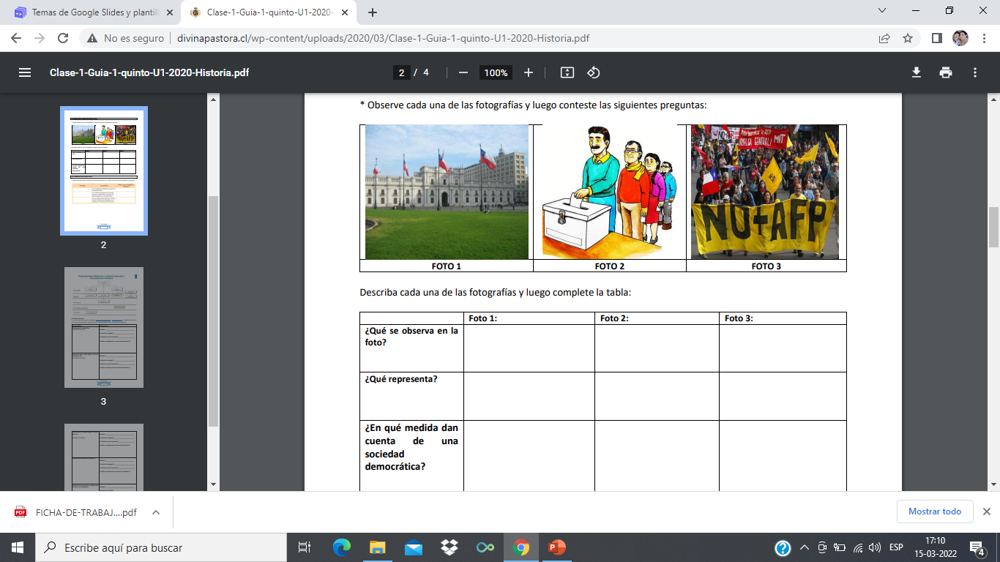 Temas de Google Slides y plantill
Clase-1-Guia-1-quinto-U1-2020-
No es seguro
divinapastora.cl/wp-content/uploads/2020/03/Clase-1-Guia-1-quinto-U1-2020-Historia.pdf
Clase-1-Guia-1-quinto-U1-2020-Historia.pdf
2 / 4
100%
2
3
* Observe cada una de las fotografías y luego conteste las siguientes preguntas:
HUELGA GENERAL! MIT
NO+AFP
FOTO 1 FOTO 2 FOTO 3
Describa cada una de las fotografías y luego complete la tabla:
Foto 1: Foto 2: Foto 3:
¿Qué se observa en la
foto?
¿Qué representa?
¿En qué medida dan
cuenta de una
sociedad
democrática?
PDF
FICHA-DE-TRABAJ....pdf
Mostrar todo
Escribe aquí para buscar
ESP
17:10
15-03-2022
4